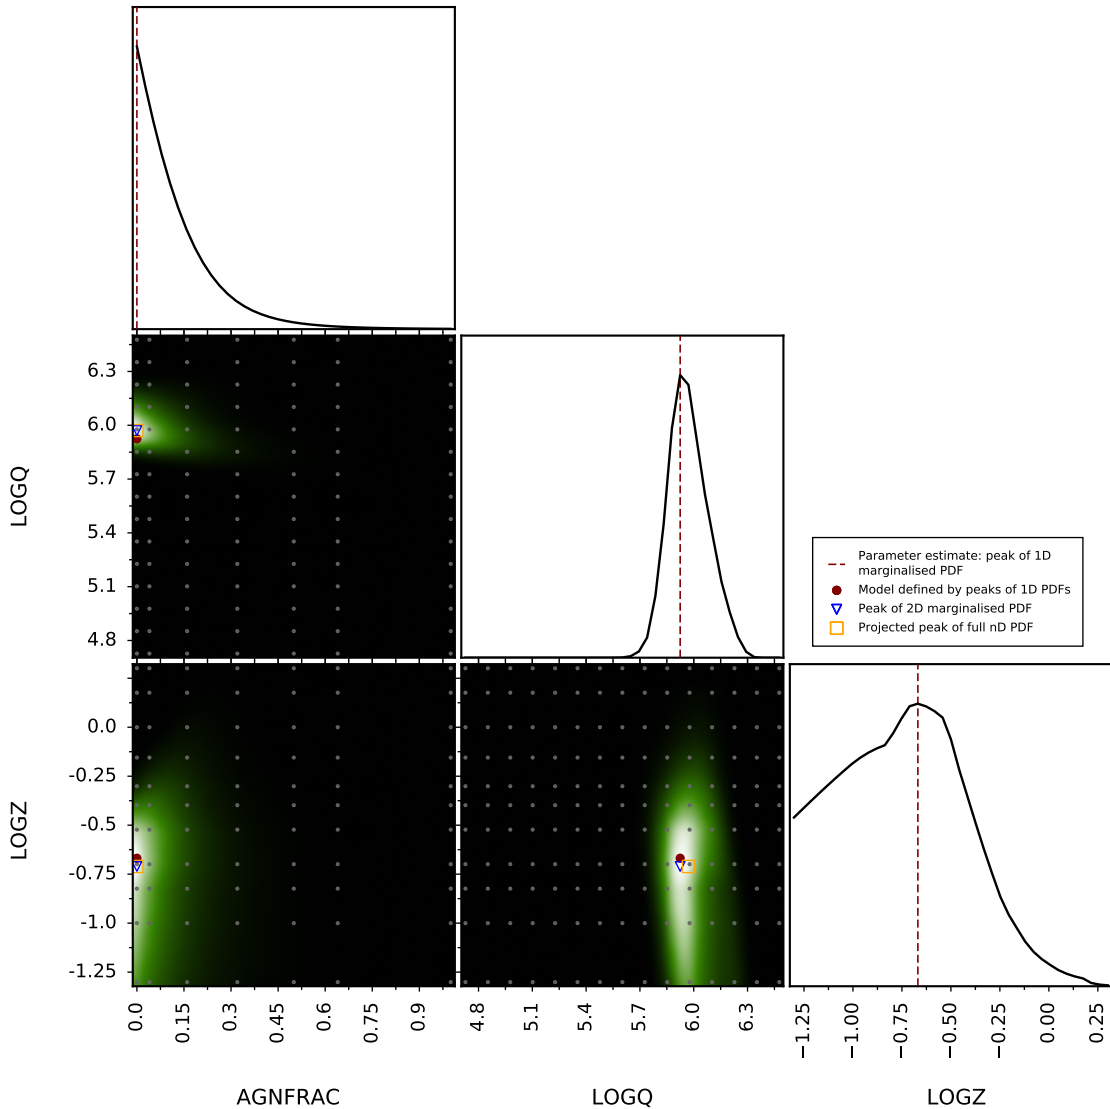 6.3
6.0
5.7
5.4
5.1
4.8
LOGQ
Parameter estimate: peak of 1D
marginalised PDF
Model defined by peaks of 1D PDFs
Peak of 2D marginalised PDF
Projected peak of full nD PDF
0.0
-0.25
-0.5
-0.75
-1.0
-1.25
LOGZ
0.0 0.15 0.3 0.45 0.6 0.75 0.9
4.8 5.1 5.4 5.7 6.0 6.3
−1.25 −1.00 −0.75 −0.50 −0.25 0.00 0.25
AGNFRAC LOGQ LOGZ